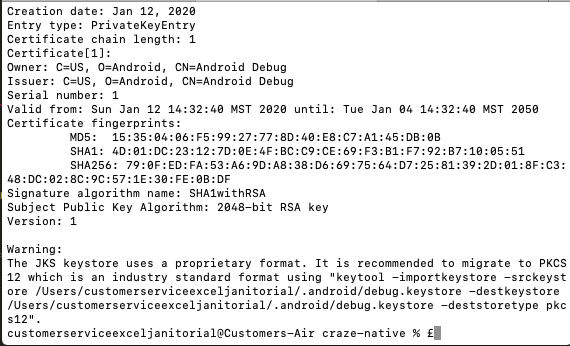 Creation date: Jan 12, 2020
Entry type: PrivateKeyEntry
Certificate chain length: 1
Certificate[1]:
Owner: C=US, O=Android, CN=Android Debug
Issuer: C=US, O=Android, CN=Android Debug
Serial number: 1
Valid from: Sun Jan 12 14:32:40 MST 2020 until: Tue Jan 04 14:32:40 MST 2050
Certificate fingerprints:
MD5:  15:35:04:06:F5:99:27:77:8D:40:E8:C7:A1:45:DB:0B
SHA1: 4D:01:DC:23:12:7D:0E:4F:BC:C9:CE:69:F3:B1:F7:92:B7:10:05:51
SHA256: 79:0F:ED:FA:53:A6:9D:A8:38:D6:69:75:64:D7:25:81:39:2D:01:8F:C3:
48:DC:02:8C:9C:57:1E:30:FE:0B:DF
Signature algorithm name: SHA1withRSA
Subject Public Key Algorithm: 2048-bit RSA key
Version: 1
Warning:
The JKS keystore uses a proprietary format. It is recommended to migrate to PKCS
12 which is an industry standard format using "keytool -importkeystore -srckeyst
ore /Users/customerserviceexceljanitorial/.android/debug.keystore -destkeystore
/Users/customerserviceexceljanitorial/.android/debug.keystore -deststoretype pkc
s12".
customerserviceexceljanitorial@Customers-Air craze-native % £